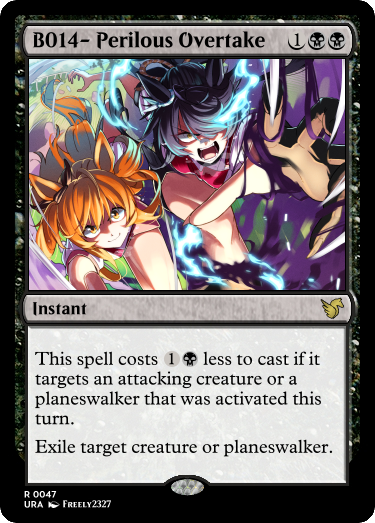 B014- Perilous Overtake 1
Instant
This spell costs 1 less to cast if it
targets an attacking creature or a
planeswalker that was activated this
turn.
Exile target creature or planeswalker.
R 0047
URA Freely2327